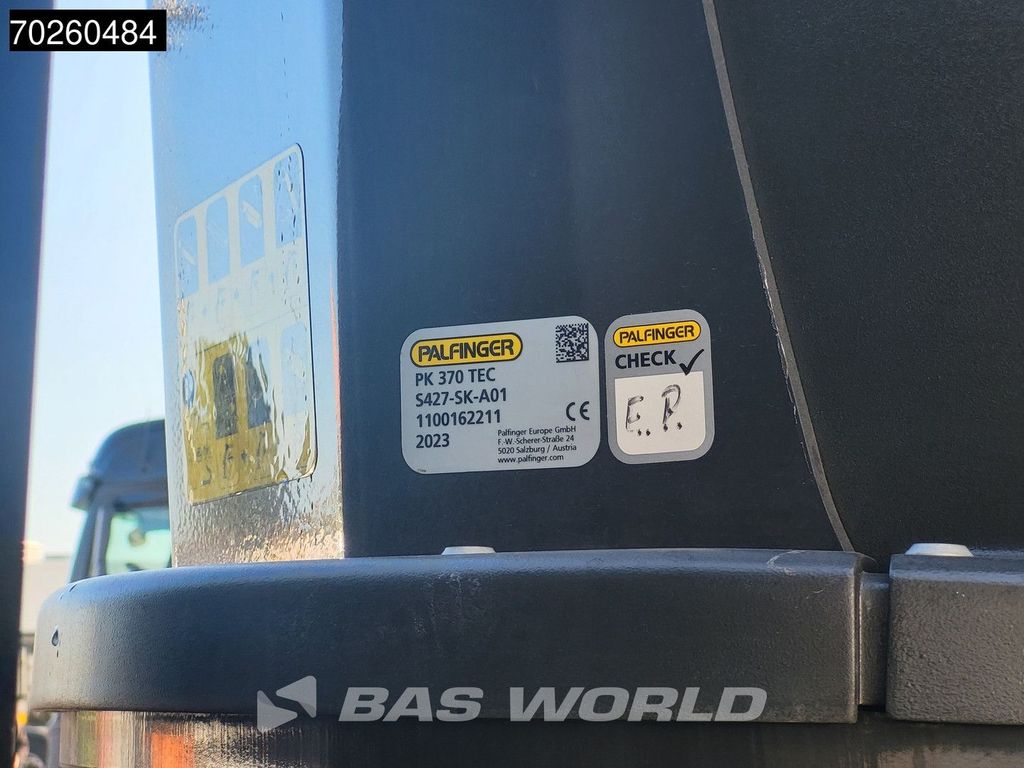 70260484
PALFINGER
PK 370 TEC
S427-SK-A01
1100162211
2023
CE
Palfinger Europe GmbH
F.-W.-Scherer-Straße 24
5020 Salzburg / Austria
www.palfinger.com
PALFINGER
CHECK
E.P.
BAS WORLD